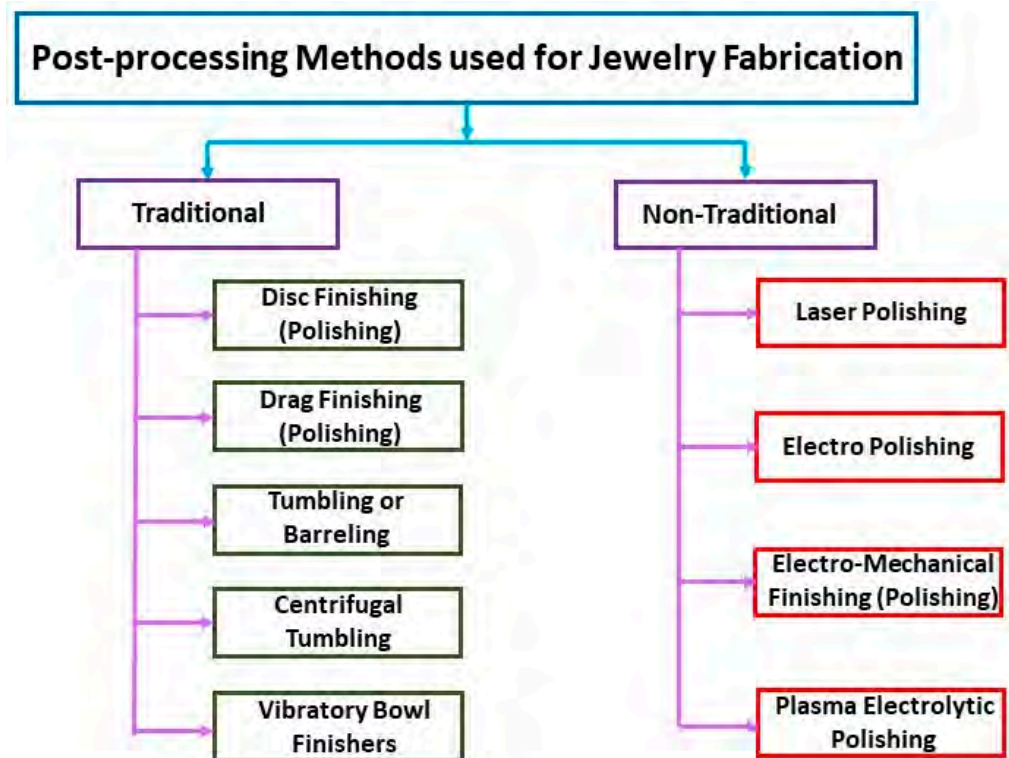 Post-processing Methods used for Jewelry Fabrication
Traditional
Disc Finishing
(Polishing)
Drag Finishing
(Polishing)
Tumbling or
Barreling
Centrifugal
Tumbling
Vibratory Bowl
Finishers
Non-Traditional
Laser Polishing
Electro Polishing
Electro-Mechanical
Finishing (Polishing)
Plasma Electrolytic
Polishing